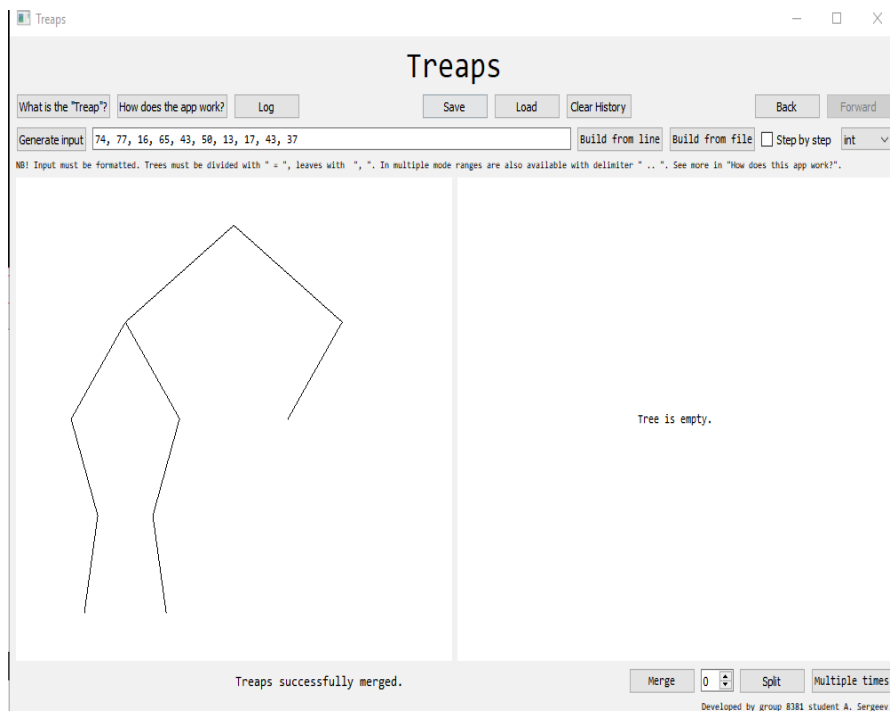 Treaps
Treaps
What is the "Treap"? How does the app work? Log Save Load Clear History Back Forward
Generate input 74, 77, 16, 65, 43, 50, 13, 17, 43, 37 Build from line Build from file Step by step int
NB! Input must be formatted. Trees must be divided with " = ", leaves with ", ". In multiple mode ranges are also available with delimiter " .. ". See more in "How does this app work?".
Tree is empty.
Treaps successfully merged.
Merge 0 Split Multiple times
Developed by group 8381 student A. Sergeev